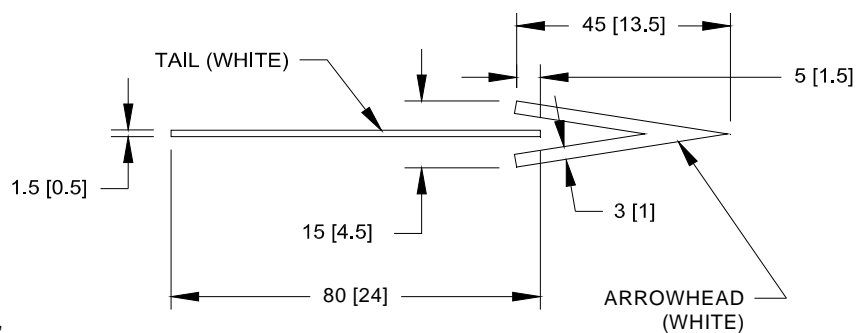 45 [13.5]
TAIL (WHITE)
5 [1.5]
1.5 [0.5]
3 [1]
15 [4.5]
80 [24]
ARROWHEAD
(WHITE)